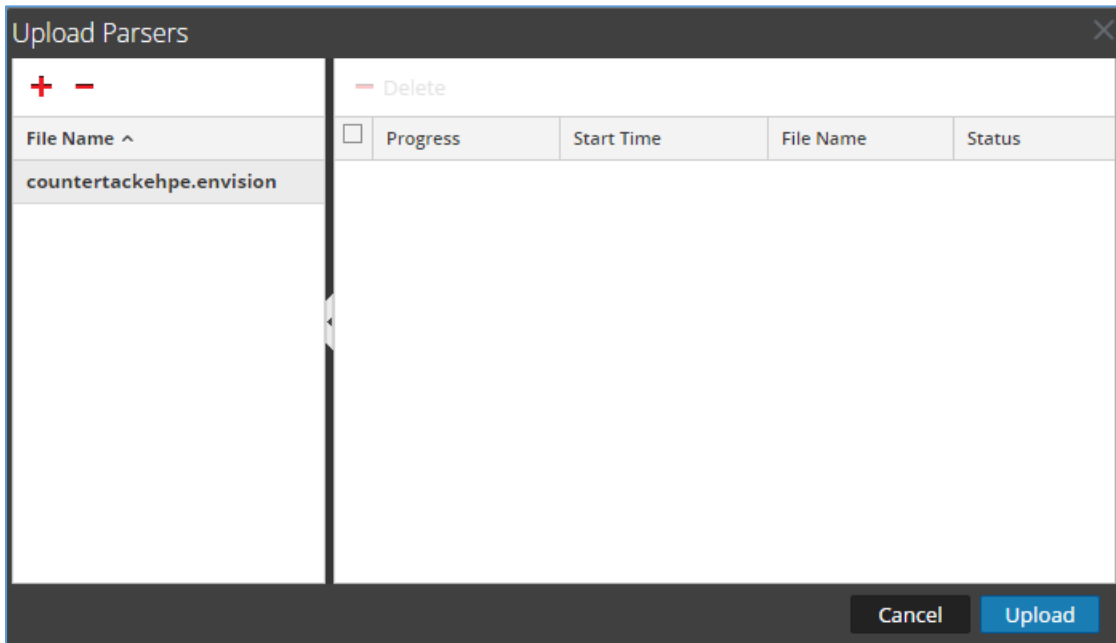 Upload Parsers
Delete
File Name
Progress Start Time File Name Status
countertackehpe.envision
Cancel Upload